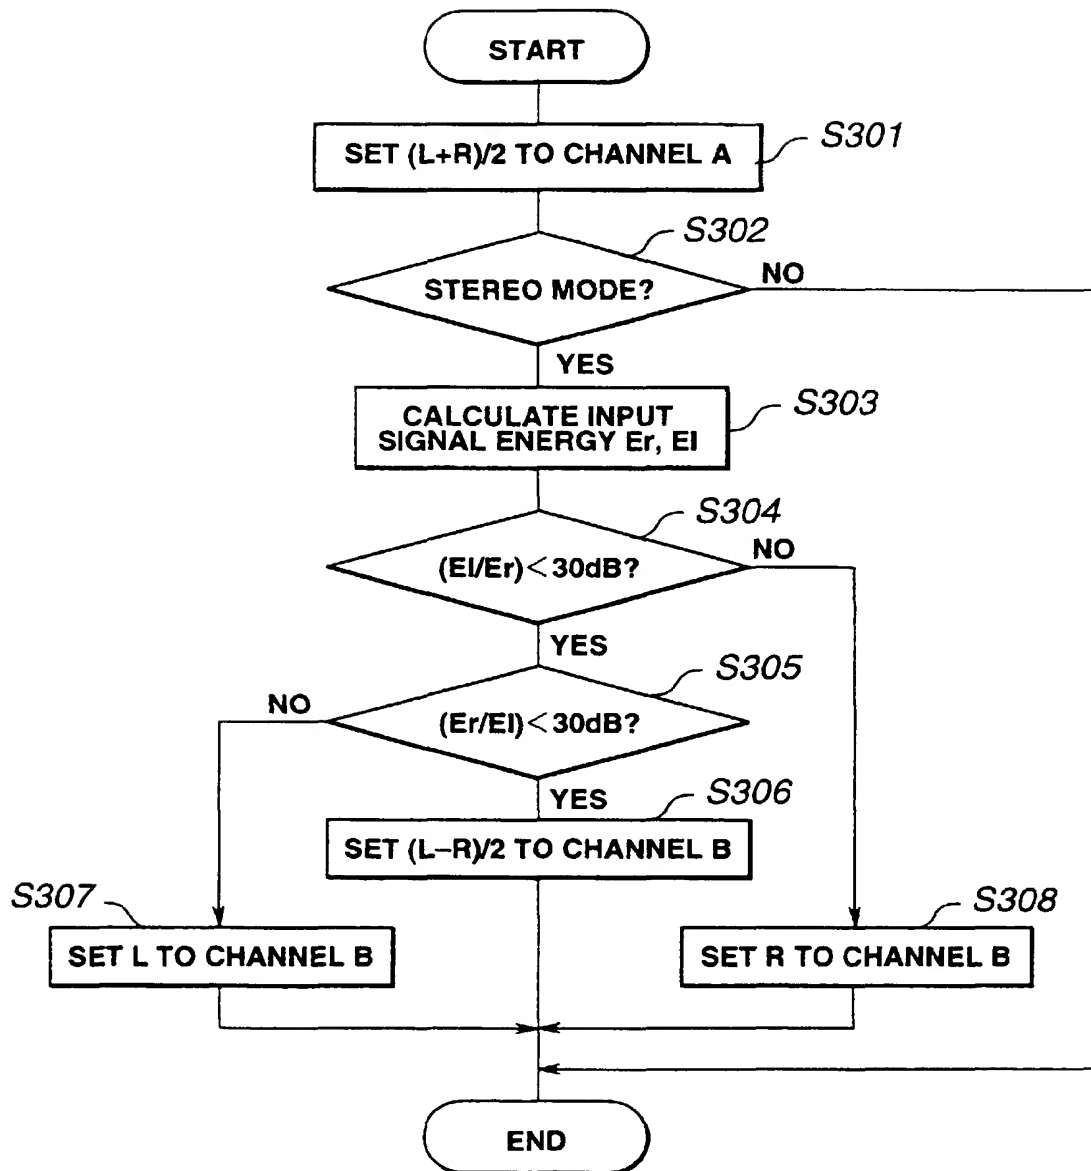 START
SET (L+R)/2 TO CHANNEL A
S301
S302
STEREO MODE?
NO
YES
S303
CALCULATE INPUT
SIGNAL ENERGY Er, El
S304
(El/Er)<30dB?
NO
YES
S305
NO
(Er/El)<30dB?
YES
S306
SET (L−R)/2 TO CHANNEL B
S307
SET L TO CHANNEL B
S308
SET R TO CHANNEL B
END